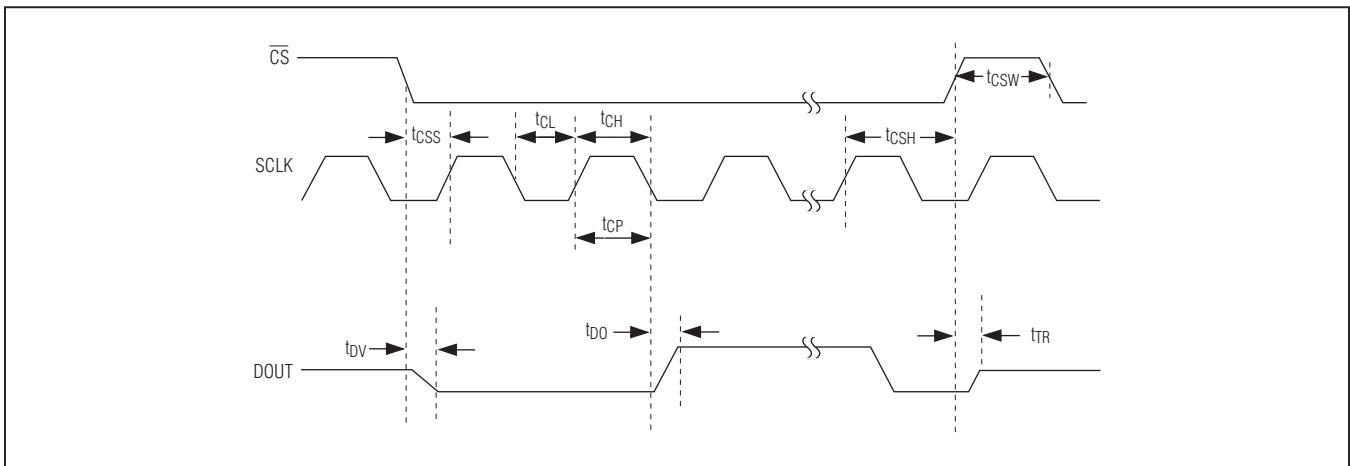 CS
tCSW
tCSS
tCL
tCH
tCSH
SCLK
tCP
tDO
tTR
tDV
DOUT